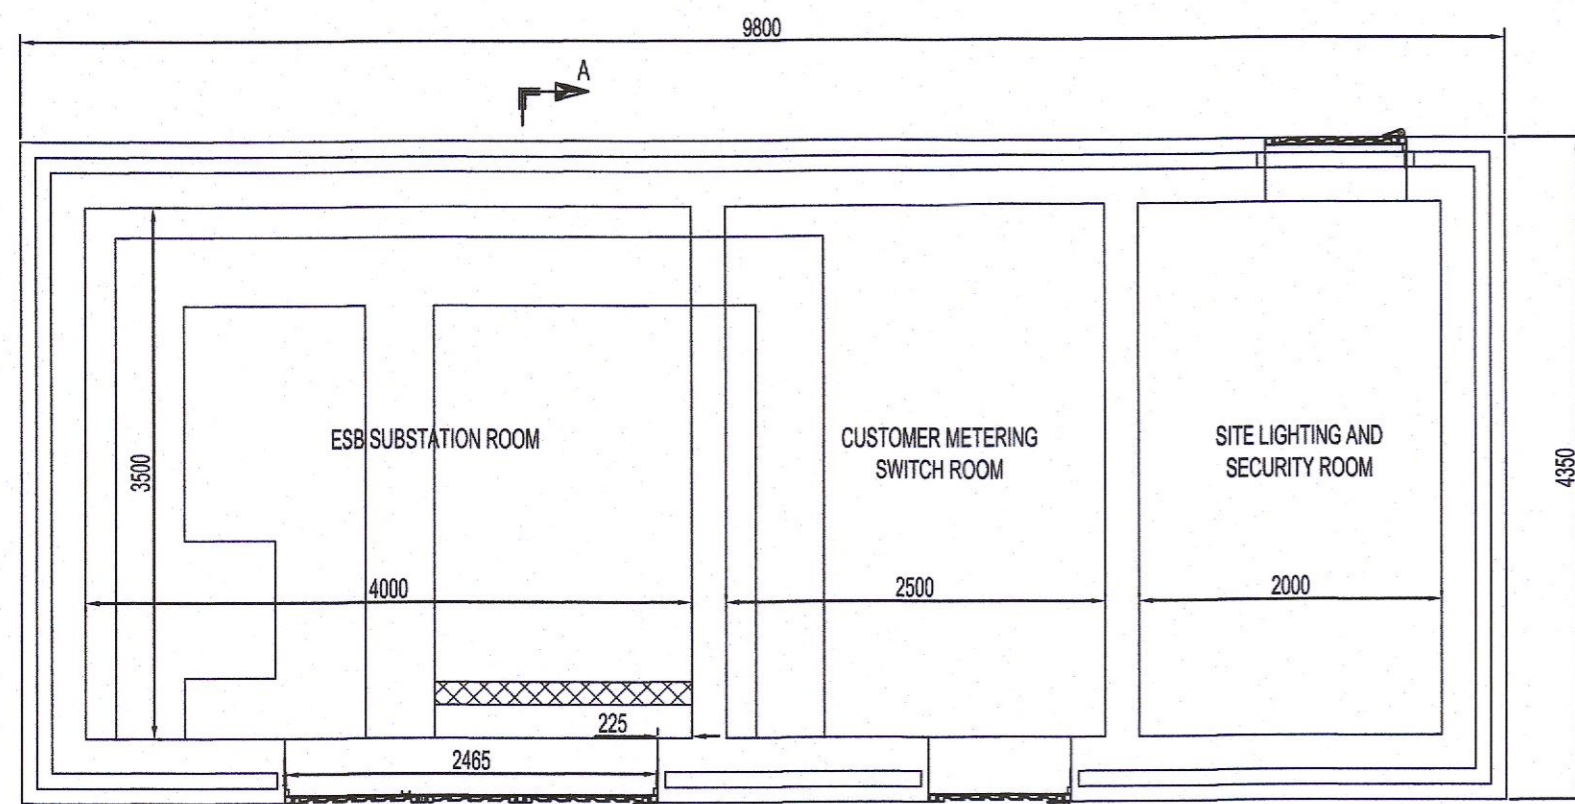 9800
A
3500
ESB SUBSTATION ROOM
CUSTOMER METERING
SWITCH ROOM
SITE LIGHTING AND
SECURITY ROOM
4350
4000
2500
2000
225
2465